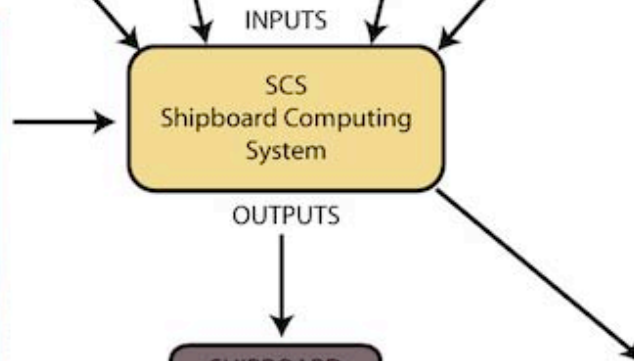 INPUTS
SCS
Shipboard Computing
System
OUTPUTS